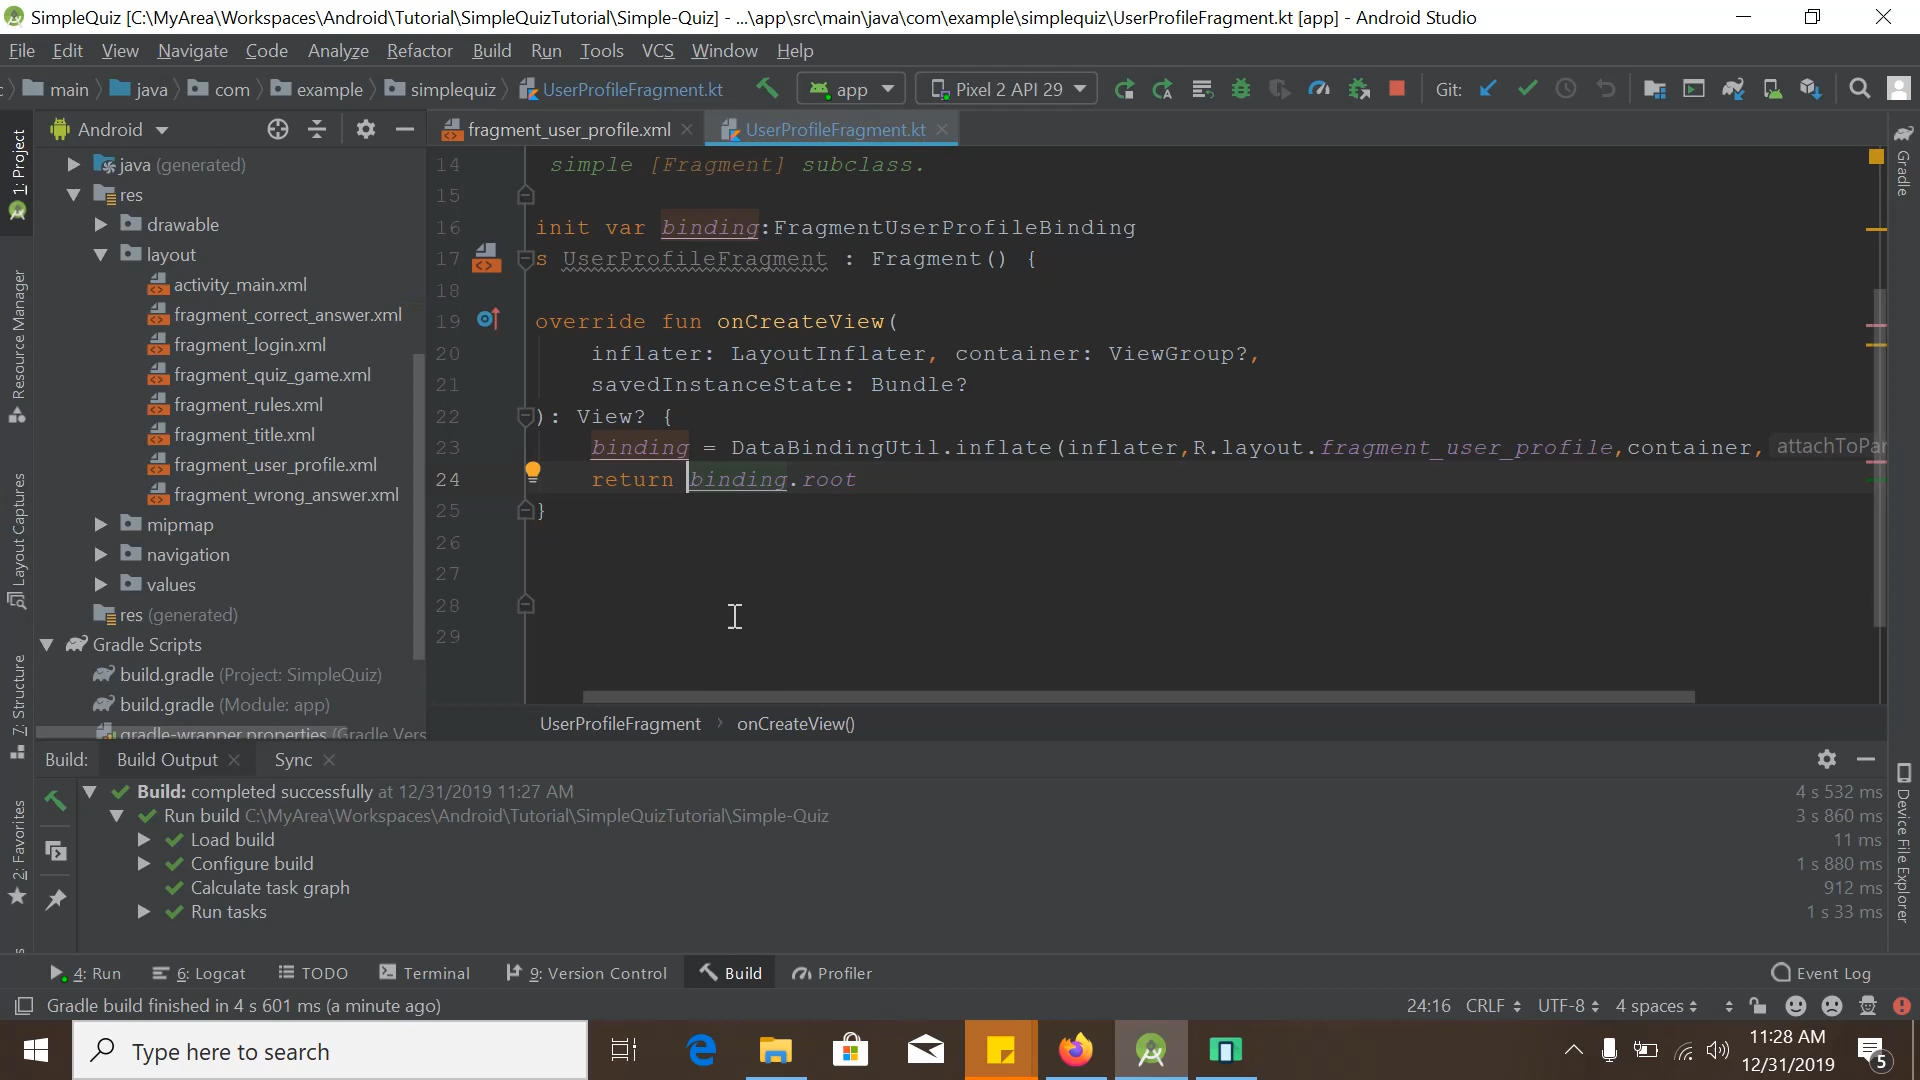 SimpleQuiz [C:\MyArea\Workspaces\Android\Tutorial\SimpleQuizTutorial\Simple-Quiz] - ...\app\src\main\java\com\example\simplequiz\UserProfileFragment.kt [app] - Android Studio
File Edit View Navigate Code Analyze Refactor Build Run Tools VCS Window Help
main java com example simplequiz UserProfileFragment.kt app Pixel 2 API 29 Git:
Android fragment_user_profile.xml UserProfileFragment.kt
1: Project
Resource Manager
Layout Captures
7: Structure
2: Favorites
java (generated)
res
drawable
layout
activity_main.xml
fragment_correct_answer.xml
fragment_login.xml
fragment_quiz_game.xml
fragment_rules.xml
fragment_title.xml
fragment_user_profile.xml
fragment_wrong_answer.xml
mipmap
navigation
values
res (generated)
Gradle Scripts
build.gradle (Project: SimpleQuiz)
build.gradle (Module: app)
gradle-wrapper.properties (Gradle Vers
14 simple [Fragment] subclass.
15
16 init var binding:FragmentUserProfileBinding
17 s UserProfileFragment : Fragment() {
18
19 override fun onCreateView(
20 inflater: LayoutInflater, container: ViewGroup?,
21 savedInstanceState: Bundle?
22 ): View? {
23 binding = DataBindingUtil.inflate(inflater,R.layout.fragment_user_profile,container, attachToPar
24 return binding.root
25 }
26
27
28
29
UserProfileFragment onCreateView()
Gradle
Device File Explorer
Build: Build Output Sync
Build: completed successfully at 12/31/2019 11:27 AM 4 s 532 ms
Run build C:\MyArea\Workspaces\Android\Tutorial\SimpleQuizTutorial\Simple-Quiz 3 s 860 ms
Load build 11 ms
Configure build 1 s 880 ms
Calculate task graph 912 ms
Run tasks 1 s 33 ms
4: Run 6: Logcat TODO Terminal 9: Version Control Build Profiler Event Log
Gradle build finished in 4 s 601 ms (a minute ago) 24:16 CRLF UTF-8 4 spaces
Type here to search
11:28 AM
12/31/2019
5